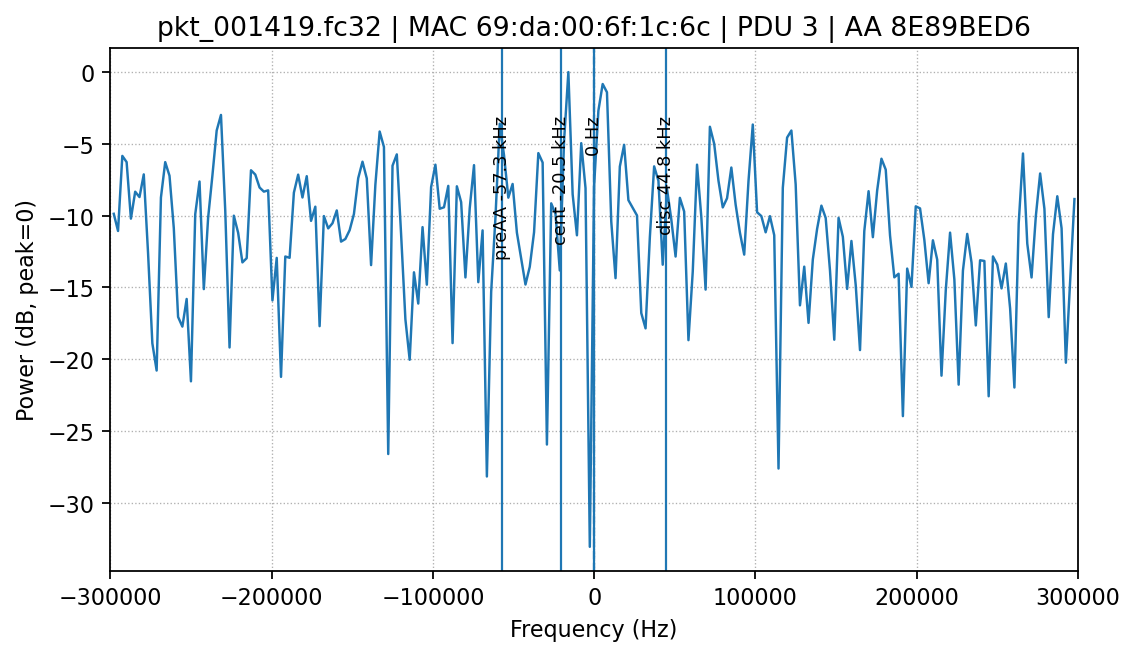 pkt_001419.fc32 | MAC 69:da:00:6f:1c:6c | PDU 3 | AA 8E89BED6
Power (dB, peak=0)
0
−5
−10
−15
−20
−25
−30
preAA -57.3 kHz
cent -20.5 kHz
0 Hz
disc 44.8 kHz
−300000
−200000
−100000
0
100000
200000
300000
Frequency (Hz)